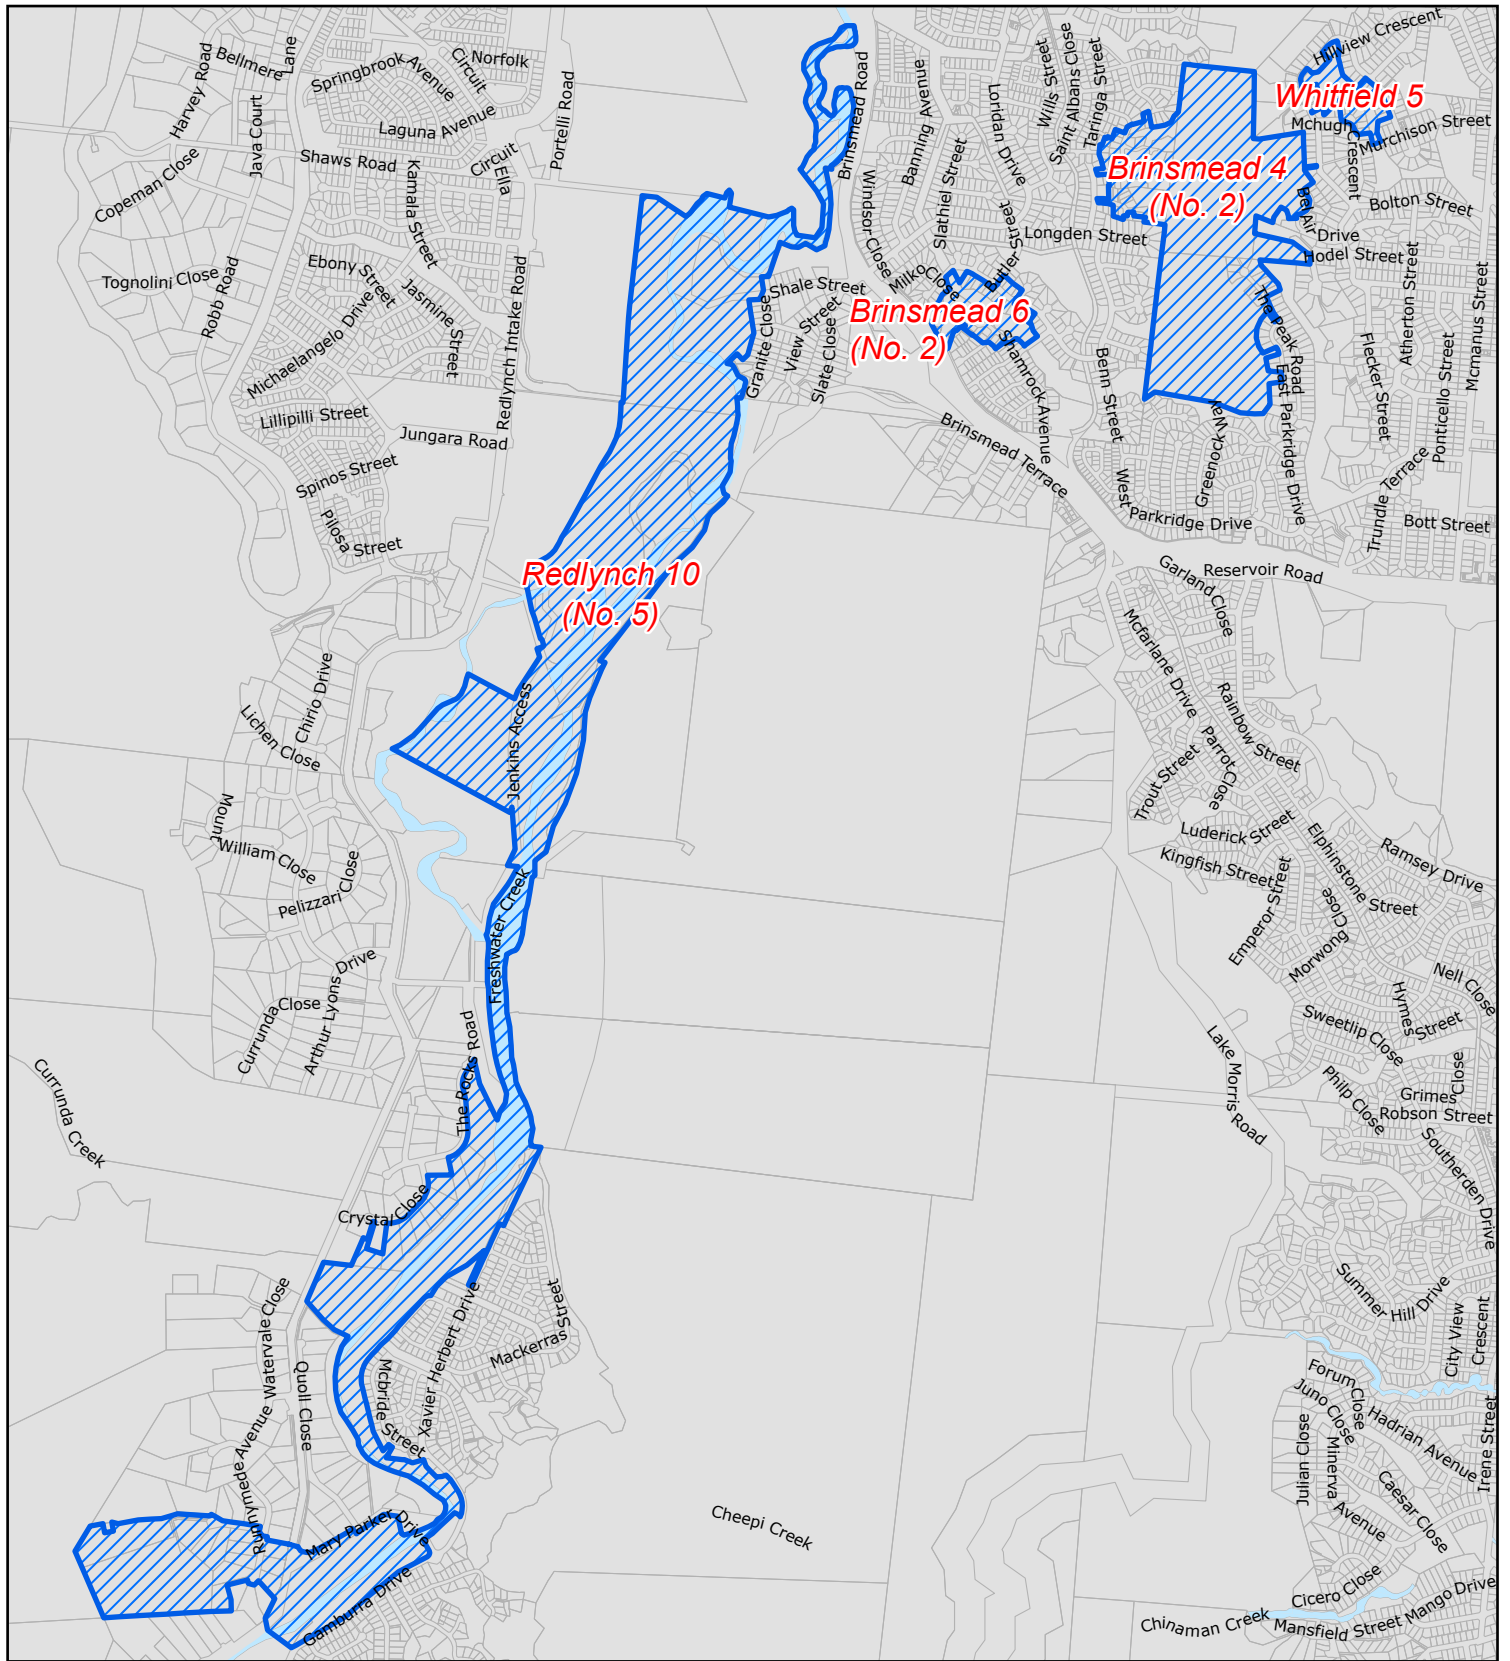 Bellmere
Lane
Harvey Road
Springbrook Avenue
Circuit
Norfolk
Java Court
Laguna Avenue
Portelli Road
Copeman Close
Shaws Road
Circuit
Ella
Kamala Street
Tognolini Close
Robb Road
Ebony Street
Jasmine Street
Michaelangelo Drive
Redlynch Intake Road
Lillipilli Street
Jungara Road
Spinos Street
Pilosa Street
Brinsmead Road
Banning Avenue
Windsor Close
Slathiel Street
Loridan Drive
Wills Street
Saint Albans Close
Taringa Street
Hillview Crescent
Whitfield 5
Mchugh Crescent
Murchison Street
Brinsmead 4
(No. 2)
Bel Air Drive
Bolton Street
Hodel Street
Longden Street
Butler Street
Milko Close
Brinsmead 6
(No. 2)
Shale Street
View Street
Slate Close
Granite Close
Shamrock Avenue
Benn Street
The Peak Road
East Parkridge Drive
Flecker Street
Atherton Street
Ponticello Street
Mcmanus Street
Brinsmead Terrace
West Parkridge Drive
Greenock Way
Trundle Terrace
Bott Street
Reservoir Road
Garland Close
Redlynch 10
(No. 5)
Mcfarlane Drive
Rainbow Street
Parrot Close
Trout Street
Luderick Street
Kingfish Street
Emperor Street
Elphinstone Street
Ramsey Drive
Morwong Close
Nell Close
Hymes Street
Sweetlip Close
Chirio Drive
Lichen Close
Jenkins Access
Mount William Close
Pelizzari Close
Freshwater Creek
Currunda Close
Arthur Lyons Drive
The Rocks Road
Currunda Creek
Lake Morris Road
Philp Close
Grimes Close
Robson Street
Southerden Drive
Crystal Close
Summer Hill Drive
City View Crescent
Watervale Close
Quoll Close
Runnymede Avenue
Mcbride Street
Xavier Herbert Drive
Mackerras Street
Forum Close
Juno Close
Hadrian Avenue
Irene Street
Julian Close
Minerva Avenue
Caesar Close
Cheepi Creek
Mary Parker Drive
Gamburra Drive
Cicero Close
Chinaman Creek
Mansfield Street
Mango Drive